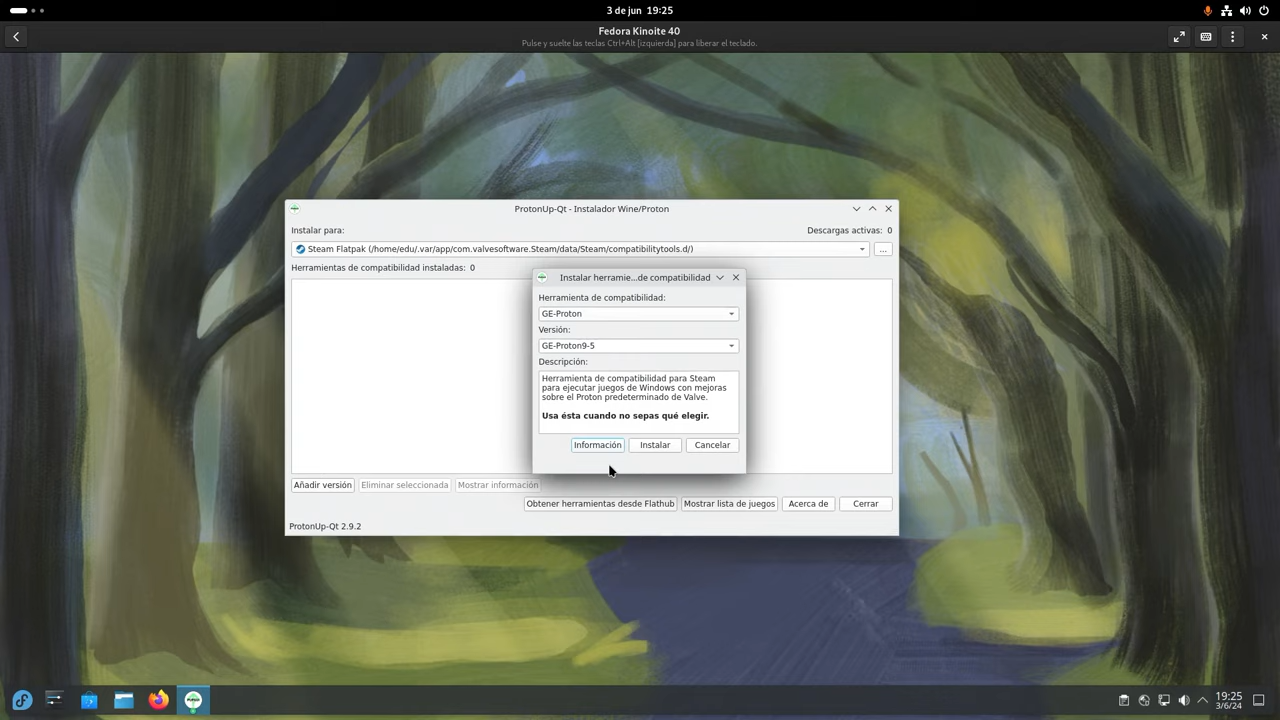 3 de jun 19:25
Fedora Kinoite 40
Pulse y suelte las teclas Ctrl+Alt [izquierda] para liberar el teclado.
ProtonUp-Qt - Instalador Wine/Proton
Instalar para:
Descargas activas: 0
Steam Flatpak (/home/edu/.var/app/com.valvesoftware.Steam/data/Steam/compatibilitytools.d/)
...
Herramientas de compatibilidad instaladas: 0
Instalar herramie...de compatibilidad
Herramienta de compatibilidad:
GE-Proton
Versión:
GE-Proton9-5
Descripción:
Herramienta de compatibilidad para Steam
para ejecutar juegos de Windows con mejoras
sobre el Proton predeterminado de Valve.
Usa ésta cuando no sepas qué elegir.
Información Instalar Cancelar
Añadir versión Eliminar seleccionada Mostrar información
Obtener herramientas desde Flathub Mostrar lista de juegos Acerca de Cerrar
ProtonUp-Qt 2.9.2
19:25
3/6/24